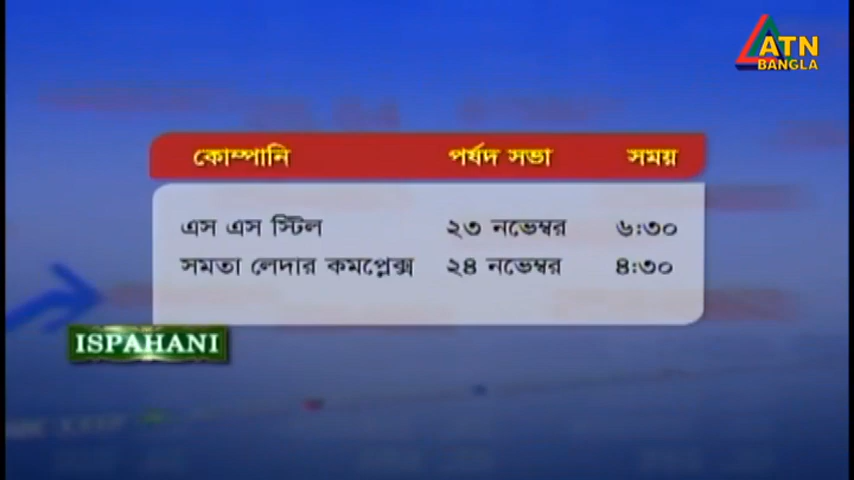 ATN
BANGLA
কোম্পানি পর্ষদ সভা সময়
এস এস স্টিল ২৩ নভেম্বর ৬:৩০
সমতা লেদার কমপ্লেক্স ২৪ নভেম্বর ৪:৩০
ISPAHANI